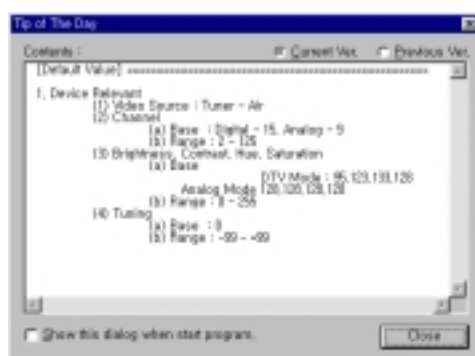 Tip of The Day
Contents :
Current Ver.
Previous Ver.
[Default Value] ================================
1. Device Relevant
(1) Video Source : Tuner - Air
(2) Channel
(a) Base : Digital - 15, Analog - 9
(b) Range : 2 - 125
(3) Brightness, Contrast, Hue, Saturation
(a) Base
DTV Mode : 95,123,133,128
Analog Mode 128,128,128,128
(b) Range : 0 - 255
(4) Tuning
(a) Base : 0
(b) Range : -99 - +99
Show this dialog when start program.
Close